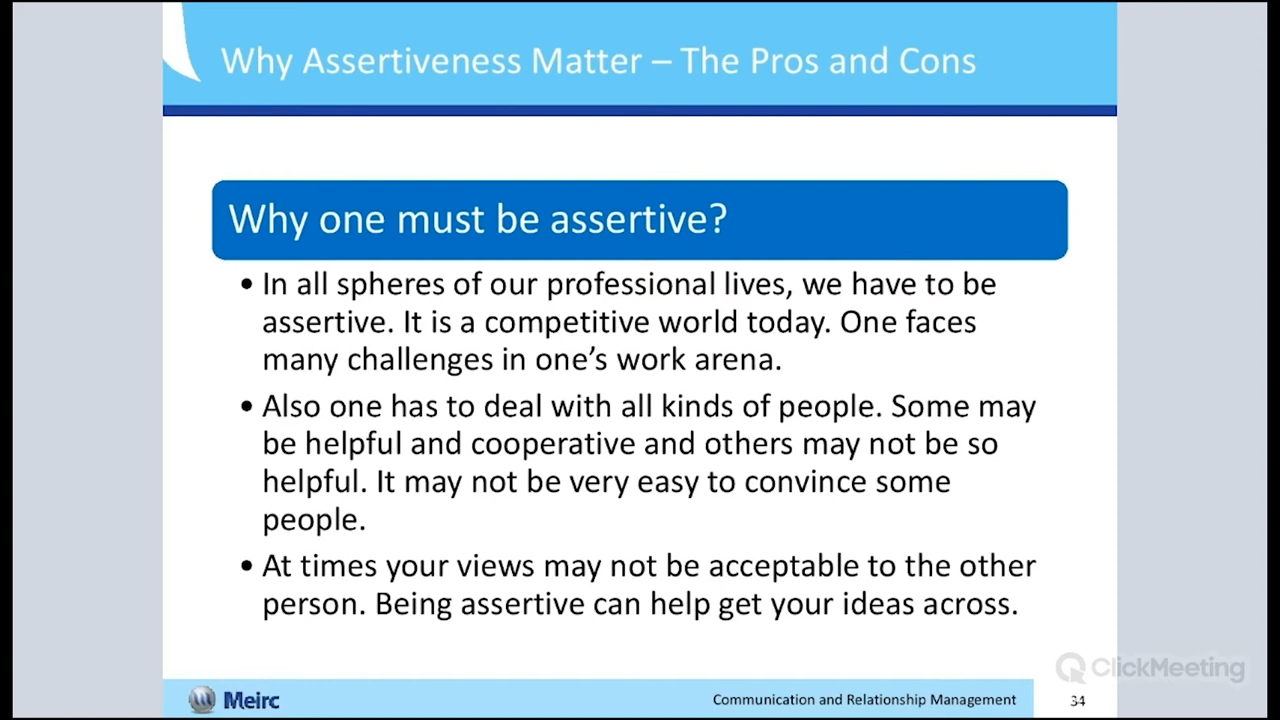 Why Assertiveness Matter – The Pros and Cons
Why one must be assertive?
• In all spheres of our professional lives, we have to be
assertive. It is a competitive world today. One faces
many challenges in one’s work arena.
• Also one has to deal with all kinds of people. Some may
be helpful and cooperative and others may not be so
helpful. It may not be very easy to convince some
people.
• At times your views may not be acceptable to the other
person. Being assertive can help get your ideas across.
ClickMeeting
Meirc
Communication and Relationship Management
34